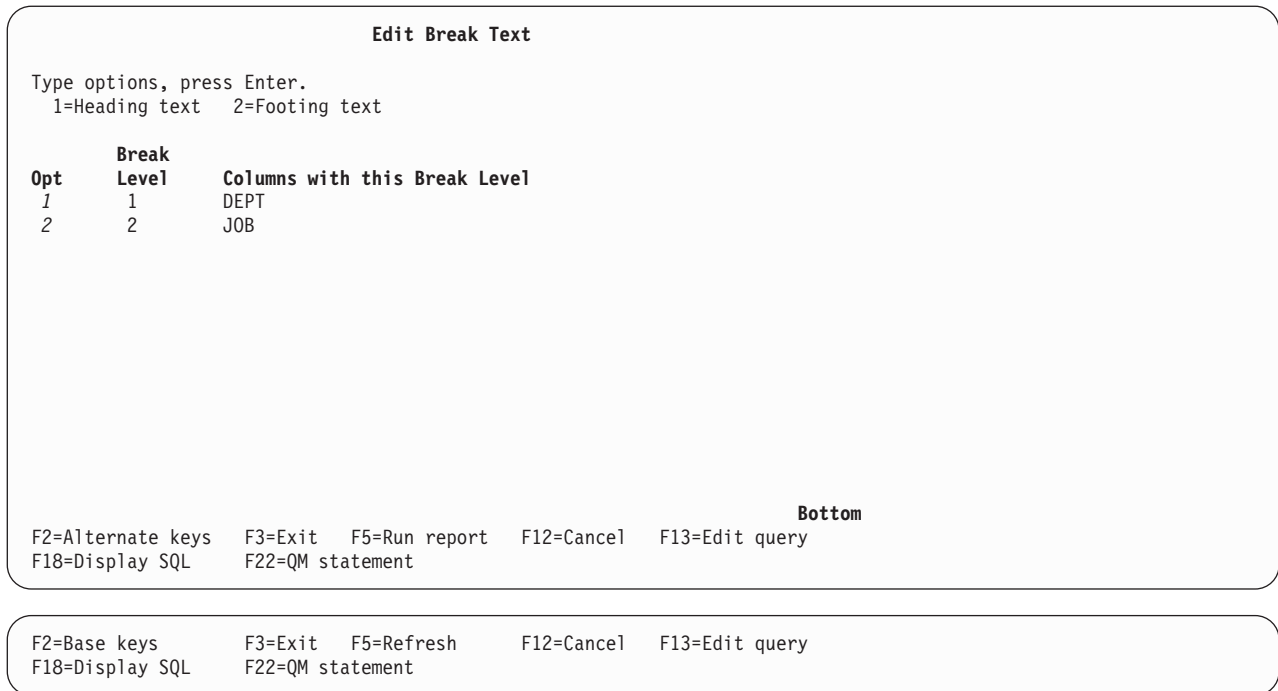 Edit Break Text
Type options, press Enter.
1=Heading text   2=Footing text
Break
Opt     Level     Columns with this Break Level
1       1         DEPT
2       2         JOB
Bottom
F2=Alternate keys   F3=Exit   F5=Run report   F12=Cancel   F13=Edit query
F18=Display SQL     F22=QM statement
F2=Base keys        F3=Exit   F5=Refresh      F12=Cancel   F13=Edit query
F18=Display SQL     F22=QM statement